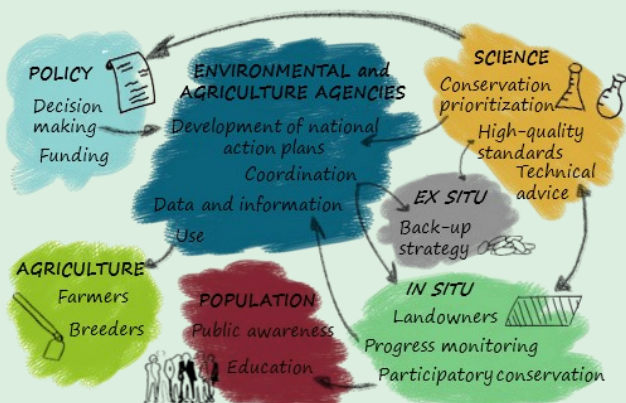 POLICY
Decision
making
Funding
ENVIRONMENTAL and
AGRICULTURE AGENCIES
Development of national
action plans
Coordination
Data and information
Use
SCIENCE
Conservation
prioritization
High-quality
standards
Technical
advice
EX SITU
Back-up
strategy
AGRICULTURE
Farmers
Breeders
POPULATION
Public awareness
Education
IN SITU
Landowners
Progress monitoring
Participatory conservation